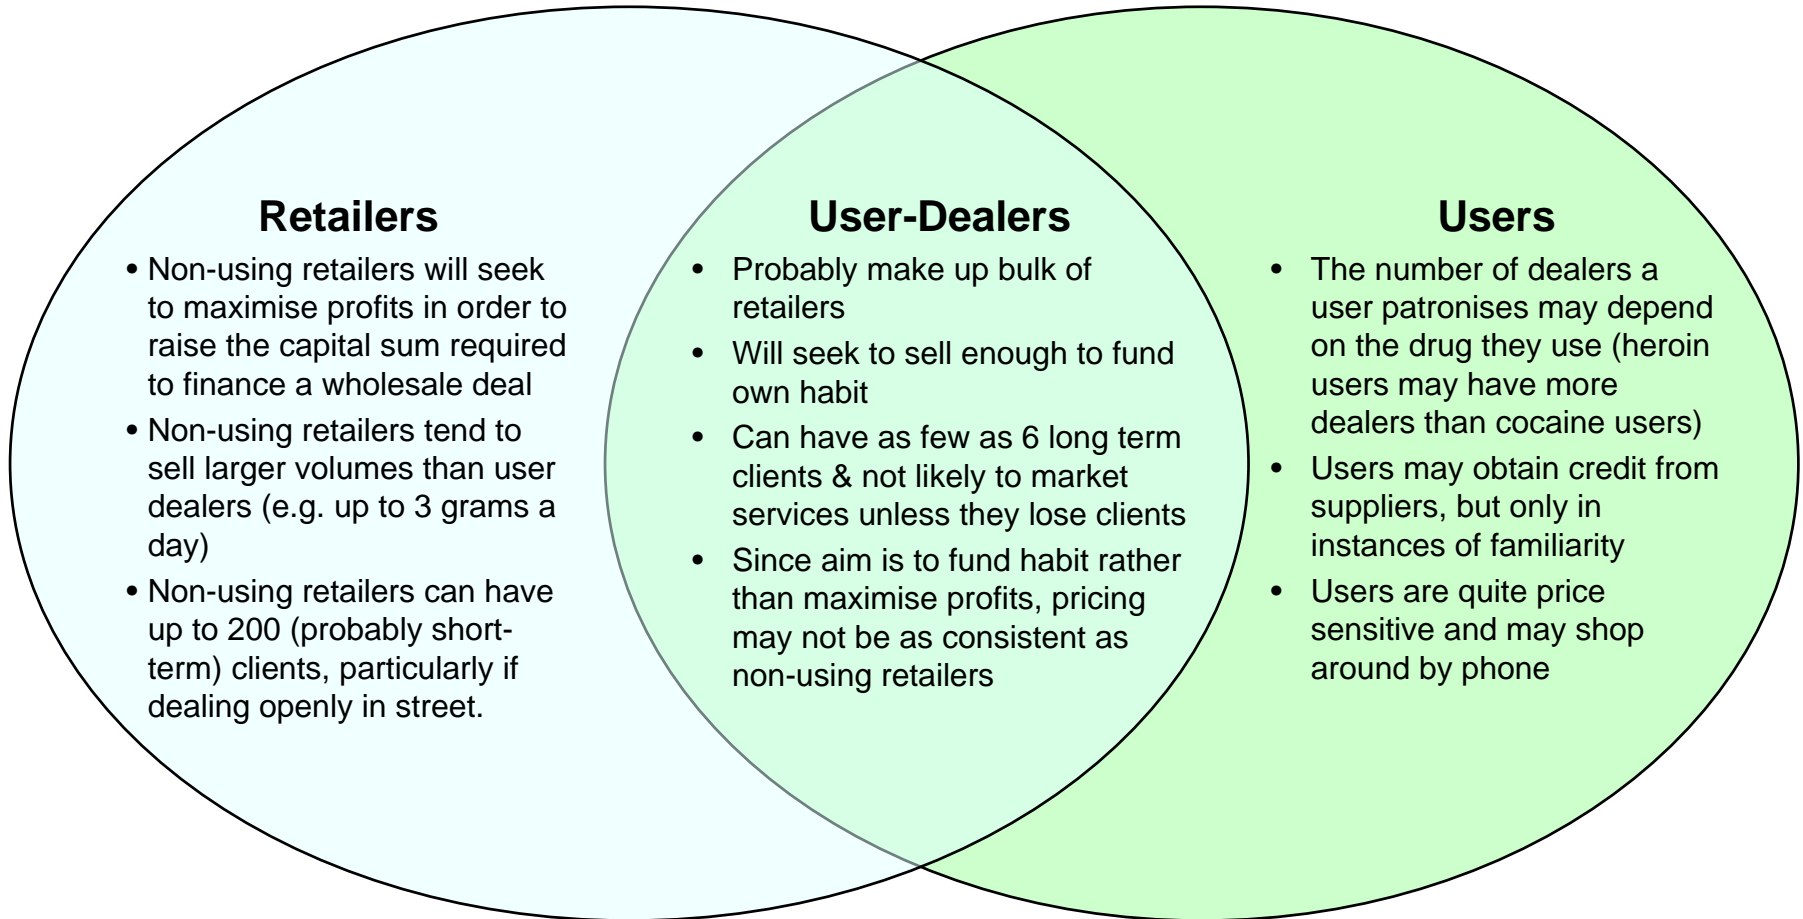 Retailers
• Non-using retailers will seek
to maximise profits in order to
raise the capital sum required
to finance a wholesale deal
• Non-using retailers tend to
sell larger volumes than user
dealers (e.g. up to 3 grams a
day)
• Non-using retailers can have
up to 200 (probably short-
term) clients, particularly if
dealing openly in street.
User-Dealers
• Probably make up bulk of
retailers
• Will seek to sell enough to fund
own habit
• Can have as few as 6 long term
clients & not likely to market
services unless they lose clients
• Since aim is to fund habit rather
than maximise profits, pricing
may not be as consistent as
non-using retailers
Users
• The number of dealers a
user patronises may depend
on the drug they use (heroin
users may have more
dealers than cocaine users)
• Users may obtain credit from
suppliers, but only in
instances of familiarity
• Users are quite price
sensitive and may shop
around by phone